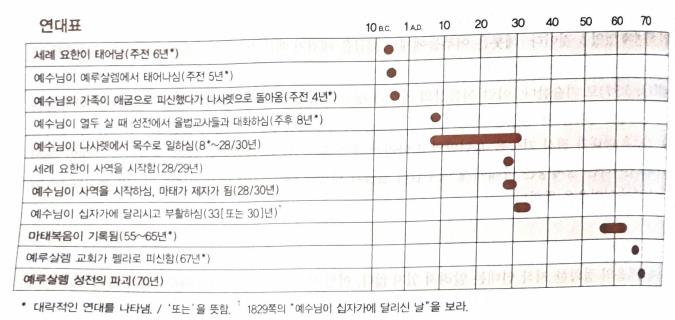 연대표
10 B.C. 1 A.D. 10 20 30 40 50 60 70
세례 요한이 태어남(주전 6년*)
예수님이 예루살렘에서 태어나심(주전 5년*)
예수님의 가족이 애굽으로 피신했다가 나사렛으로 돌아옴(주전 4년*)
예수님이 열두 살 때 성전에서 율법교사들과 대화하심(주후 8년*)
예수님이 나사렛에서 목수로 일하심(8*~28/30년)
세례 요한이 사역을 시작함(28/29년)
예수님이 사역을 시작하심, 마태가 제자가 됨(28/30년)
예수님이 십자가에 달리시고 부활하심(33[또는 30]년)†
마태복음이 기록됨(55~65년*)
예루살렘 교회가 펠라로 피신함(67년*)
예루살렘 성전의 파괴(70년)
* 대략적인 연대를 나타냄. / '또는'을 뜻함. † 1829쪽의 "예수님이 십자가에 달리신 날"을 보라.